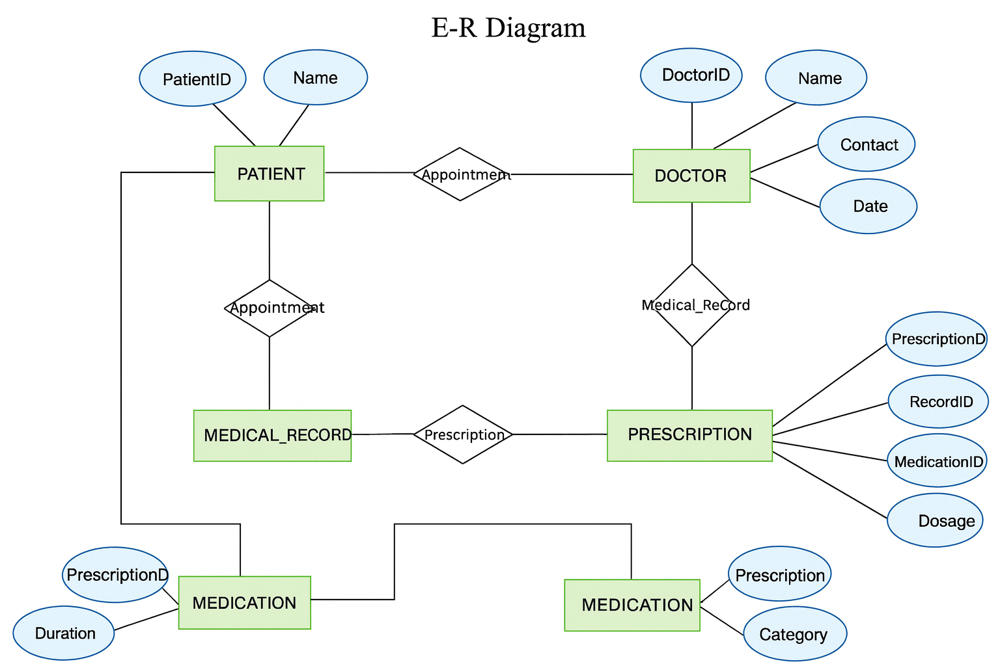 E-R Diagram
PatientID
Name
DoctorID
Name
Contact
PATIENT
Appointmem
DOCTOR
Date
Appointment
Medical_ReCord
PrescriptionD
RecordID
MEDICAL_RECORD
Prescription
PRESCRIPTION
MedicationID
Dosage
PrescriptionD
MEDICATION
MEDICATION
Prescription
Duration
Category